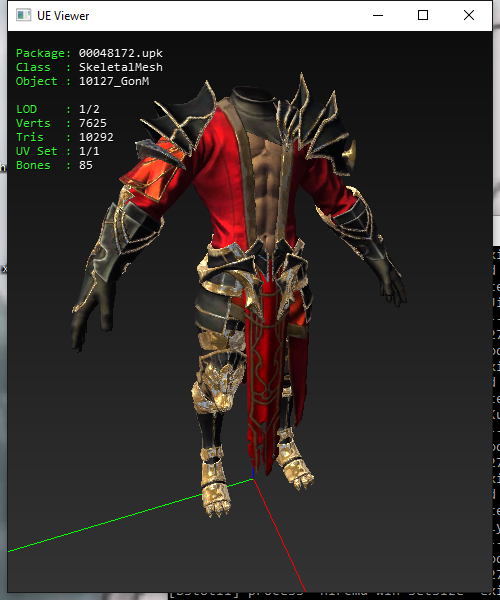 UE Viewer
Package: 00048172.upk
Class : SkeletalMesh
Object : 10127_GonM
LOD : 1/2
Verts : 7625
Tris : 10292
UV Set : 1/1
Bones : 85